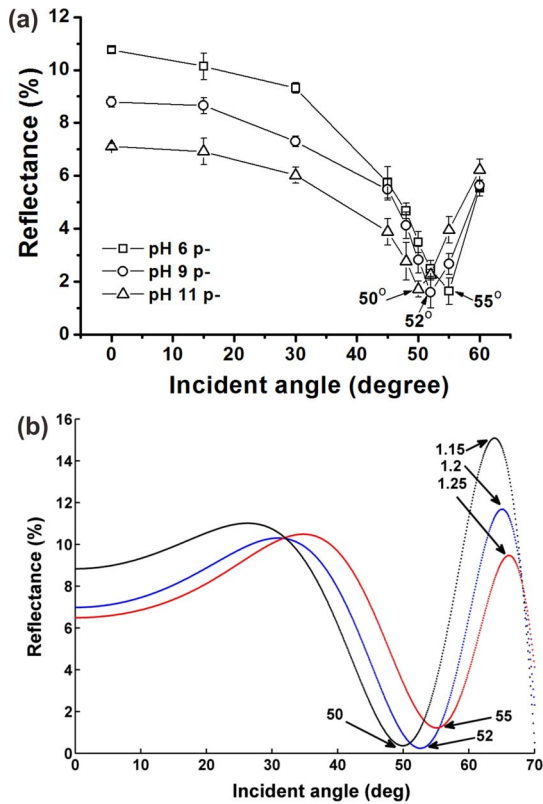 (a)
12
10
8
6
4
2
0
Reflectance (%)
pH 6 p-
pH 9 p-
pH 11 p-
50°
52°
55°
0 10 20 30 40 50 60
Incident angle (degree)
(b)
16
14
12
10
8
6
4
2
0
Reflectance (%)
1.15
1.2
1.25
50
52
55
0 10 20 30 40 50 60 70
Incident angle (deg)